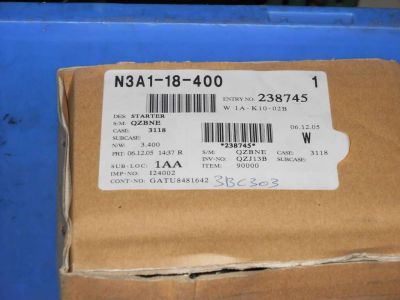 N3A1-18-400 1
ENTRY NO. 238745
W 1A-K10-02B
DES: STARTER
S/M: QZBNE
CASE: 3118
SUBCASE:
N/W: 3.400
PRT: 06.12.05 14:37 R
SUB-LOC: 1AA
IMP-NO: I24002
CONT-NO: GATU8481642
06.12.05
W
*238745*
S/M: QZBNE CASE: 3118
INV-NO: QZJ13B SUBCASE:
ITEM: 90000
3BC303